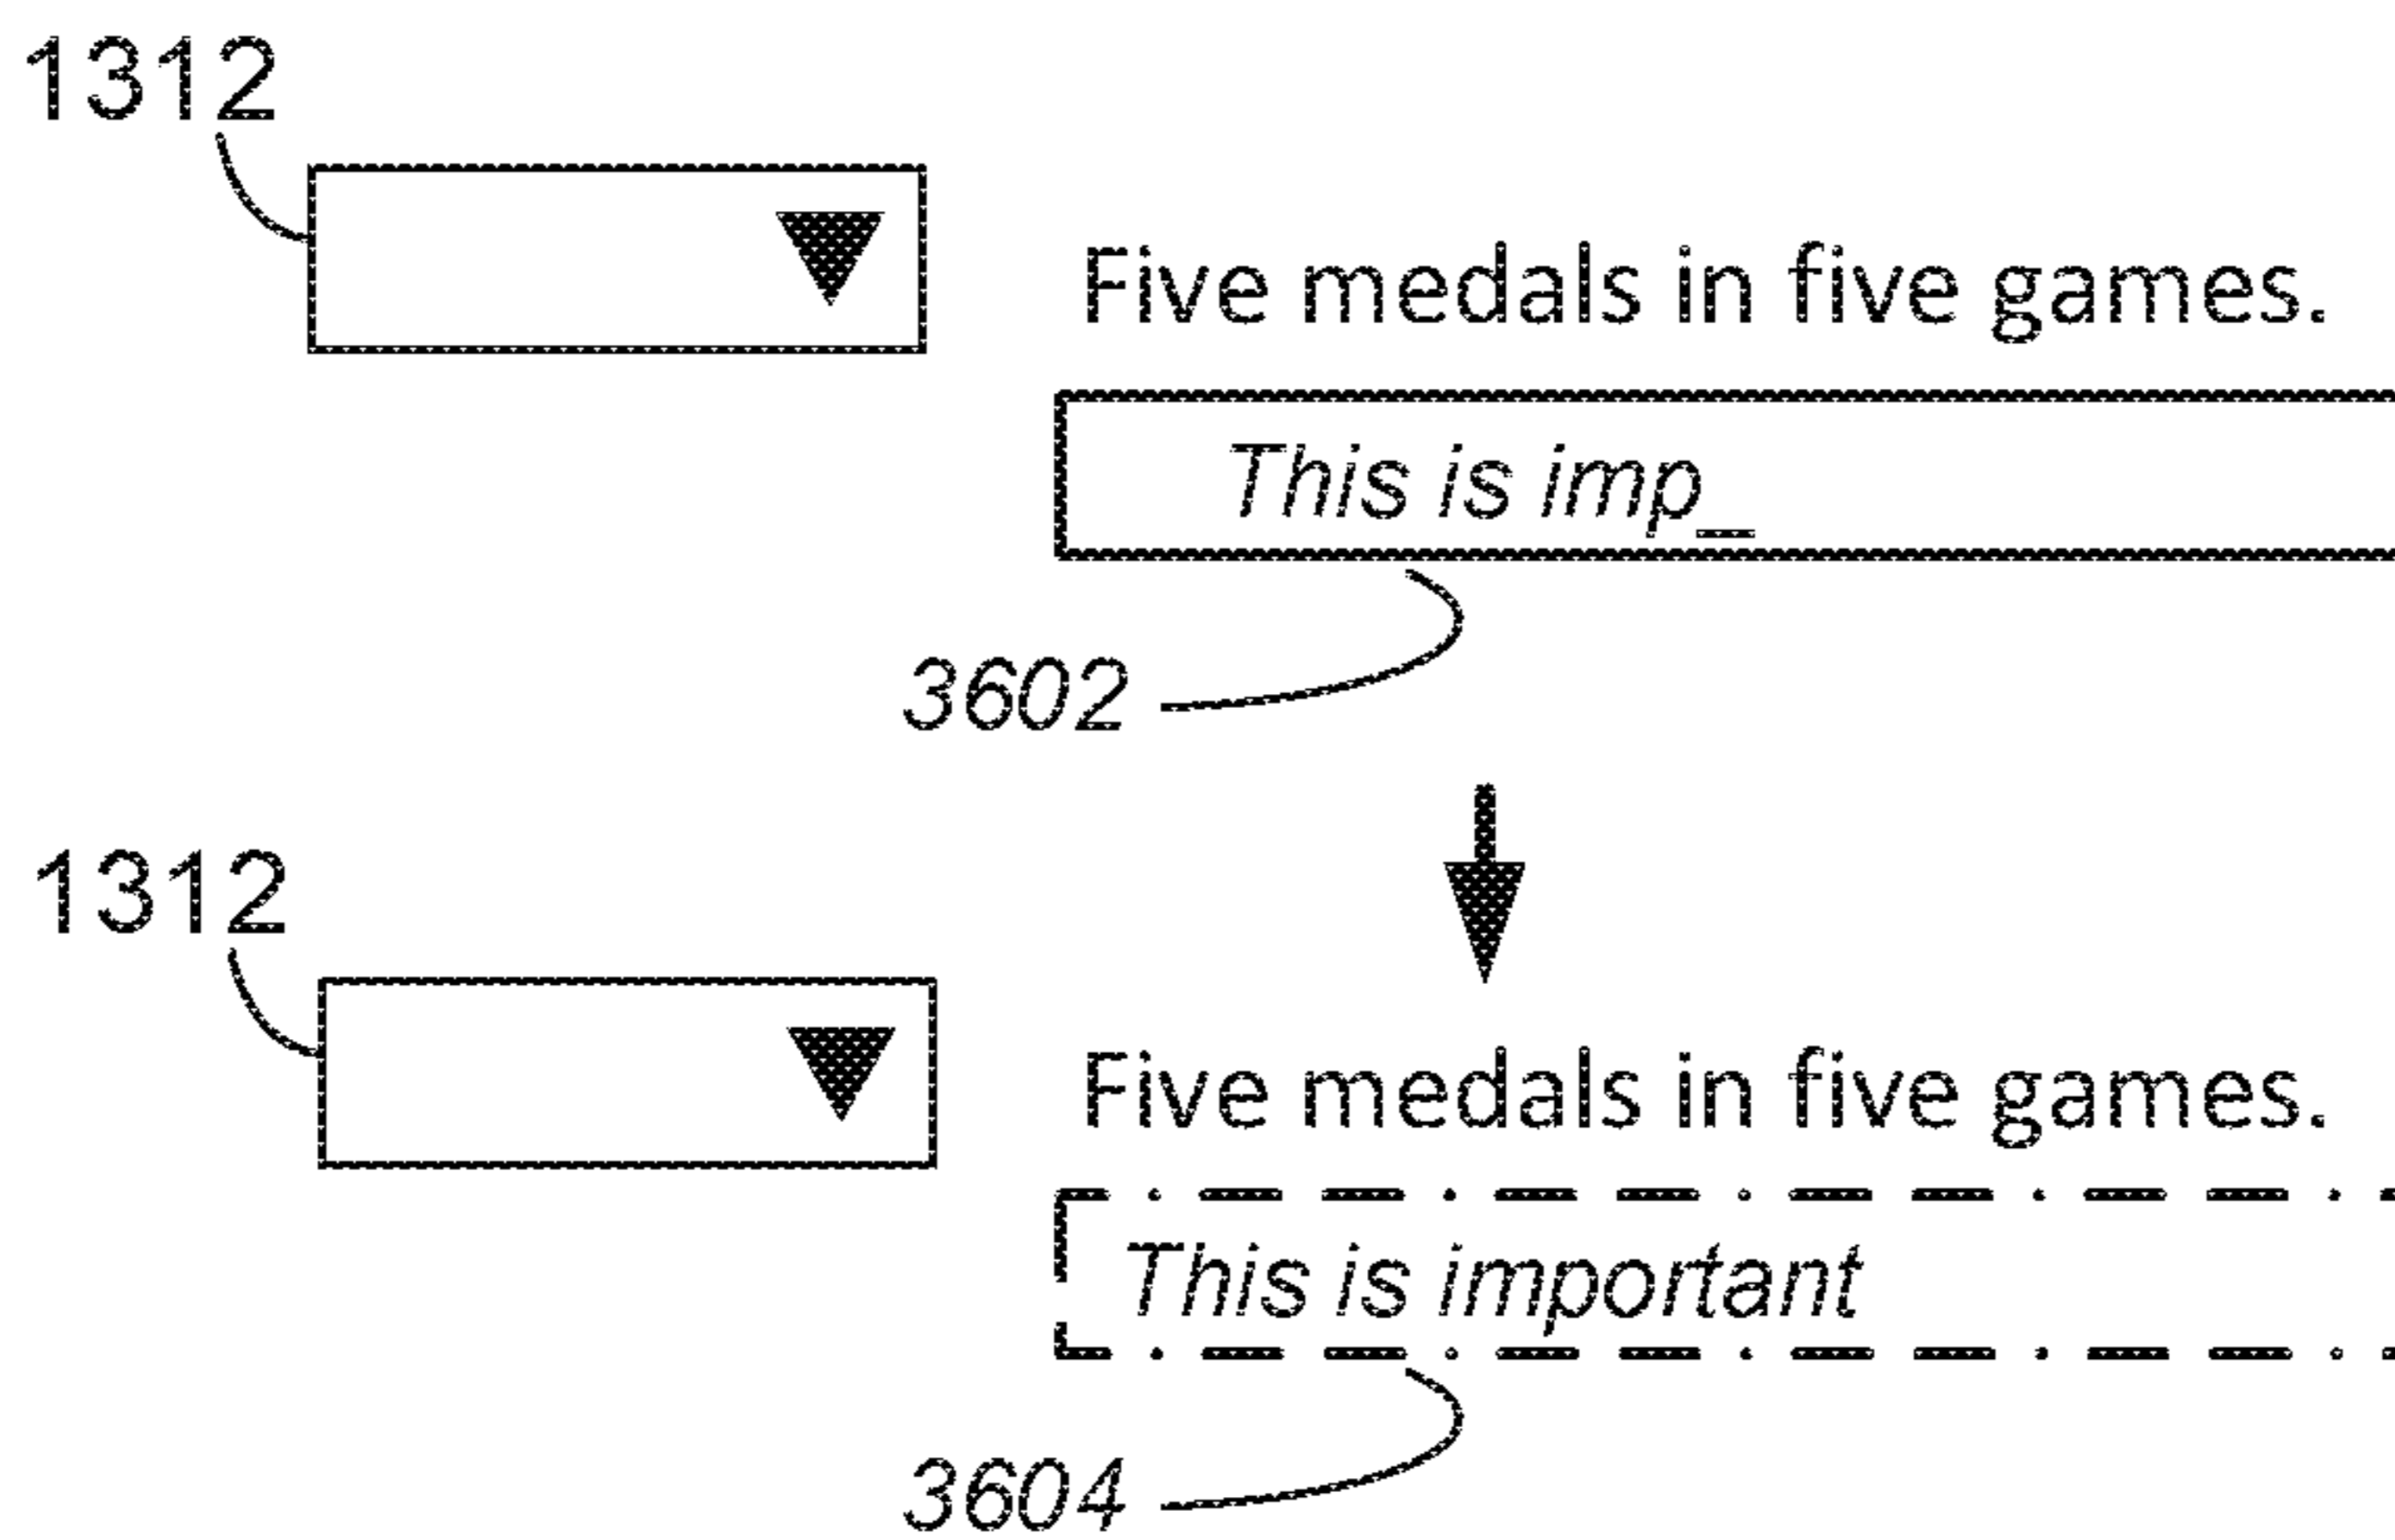 1312
Five medals in five games.
This is imp_
3602
1312
Five medals in five games.
This is important
3604